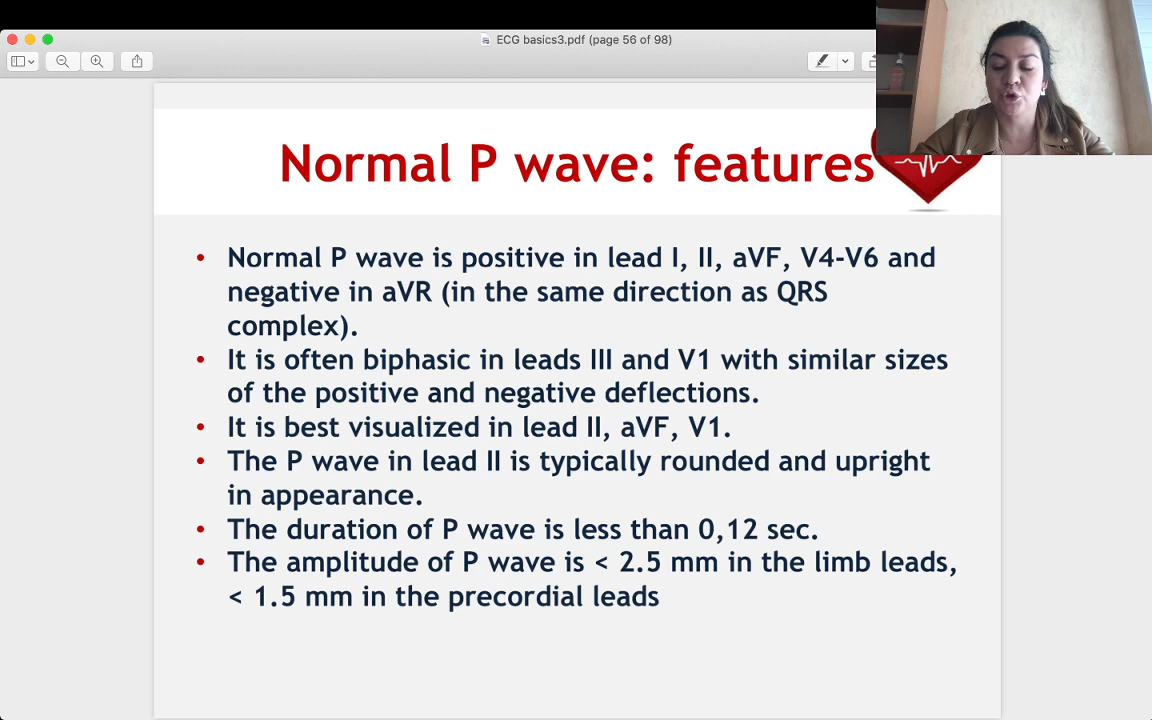 ECG basics3.pdf (page 56 of 98)
Normal P wave: features
• Normal P wave is positive in lead I, II, aVF, V4-V6 and
negative in aVR (in the same direction as QRS
complex).
• It is often biphasic in leads III and V1 with similar sizes
of the positive and negative deflections.
• It is best visualized in lead II, aVF, V1.
• The P wave in lead II is typically rounded and upright
in appearance.
• The duration of P wave is less than 0,12 sec.
• The amplitude of P wave is < 2.5 mm in the limb leads,
< 1.5 mm in the precordial leads